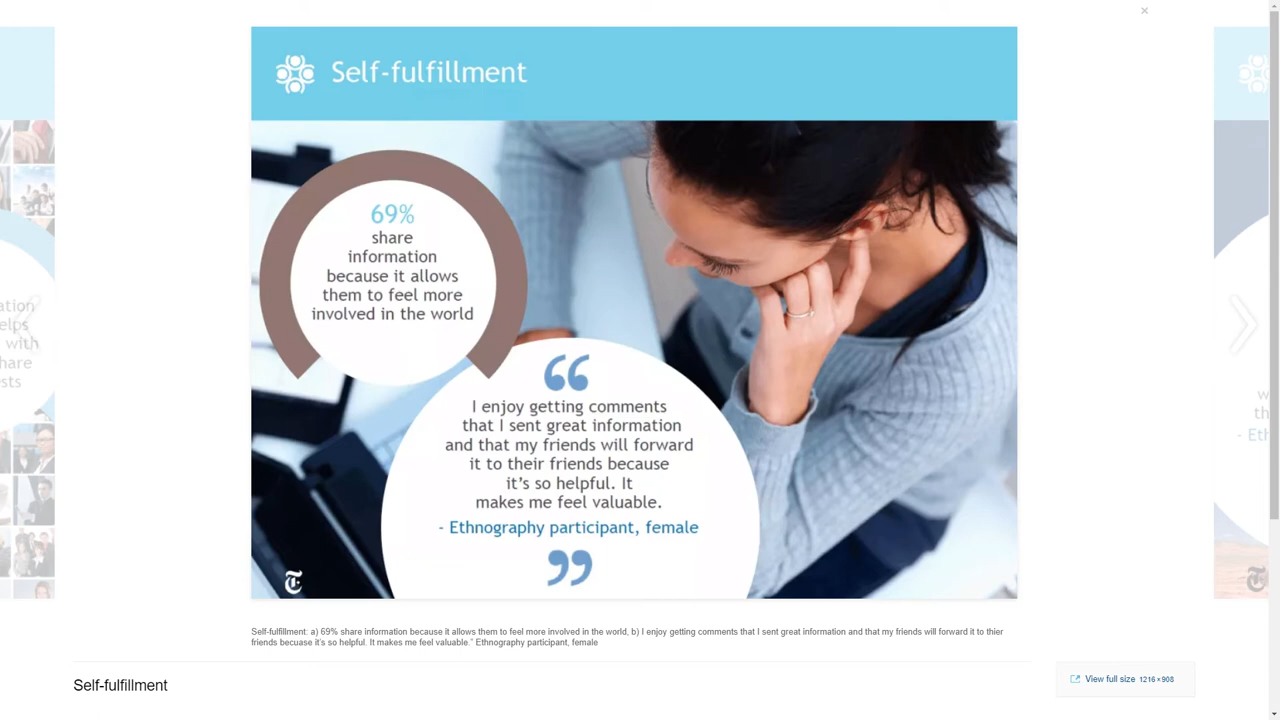 Self-fulfillment
69%
share
information
because it allows
them to feel more
involved in the world
“
I enjoy getting comments
that I sent great information
and that my friends will forward
it to their friends because
it's so helpful. It
makes me feel valuable.
- Ethnography participant, female
”
Self-fulfillment: a) 69% share information because it allows them to feel more involved in the world, b) I enjoy getting comments that I sent great information and that my friends will forward it to thier
friends becuase it's so helpful. It makes me feel valuable." Ethnography participant, female
Self-fulfillment
View full size 1216 × 908
with